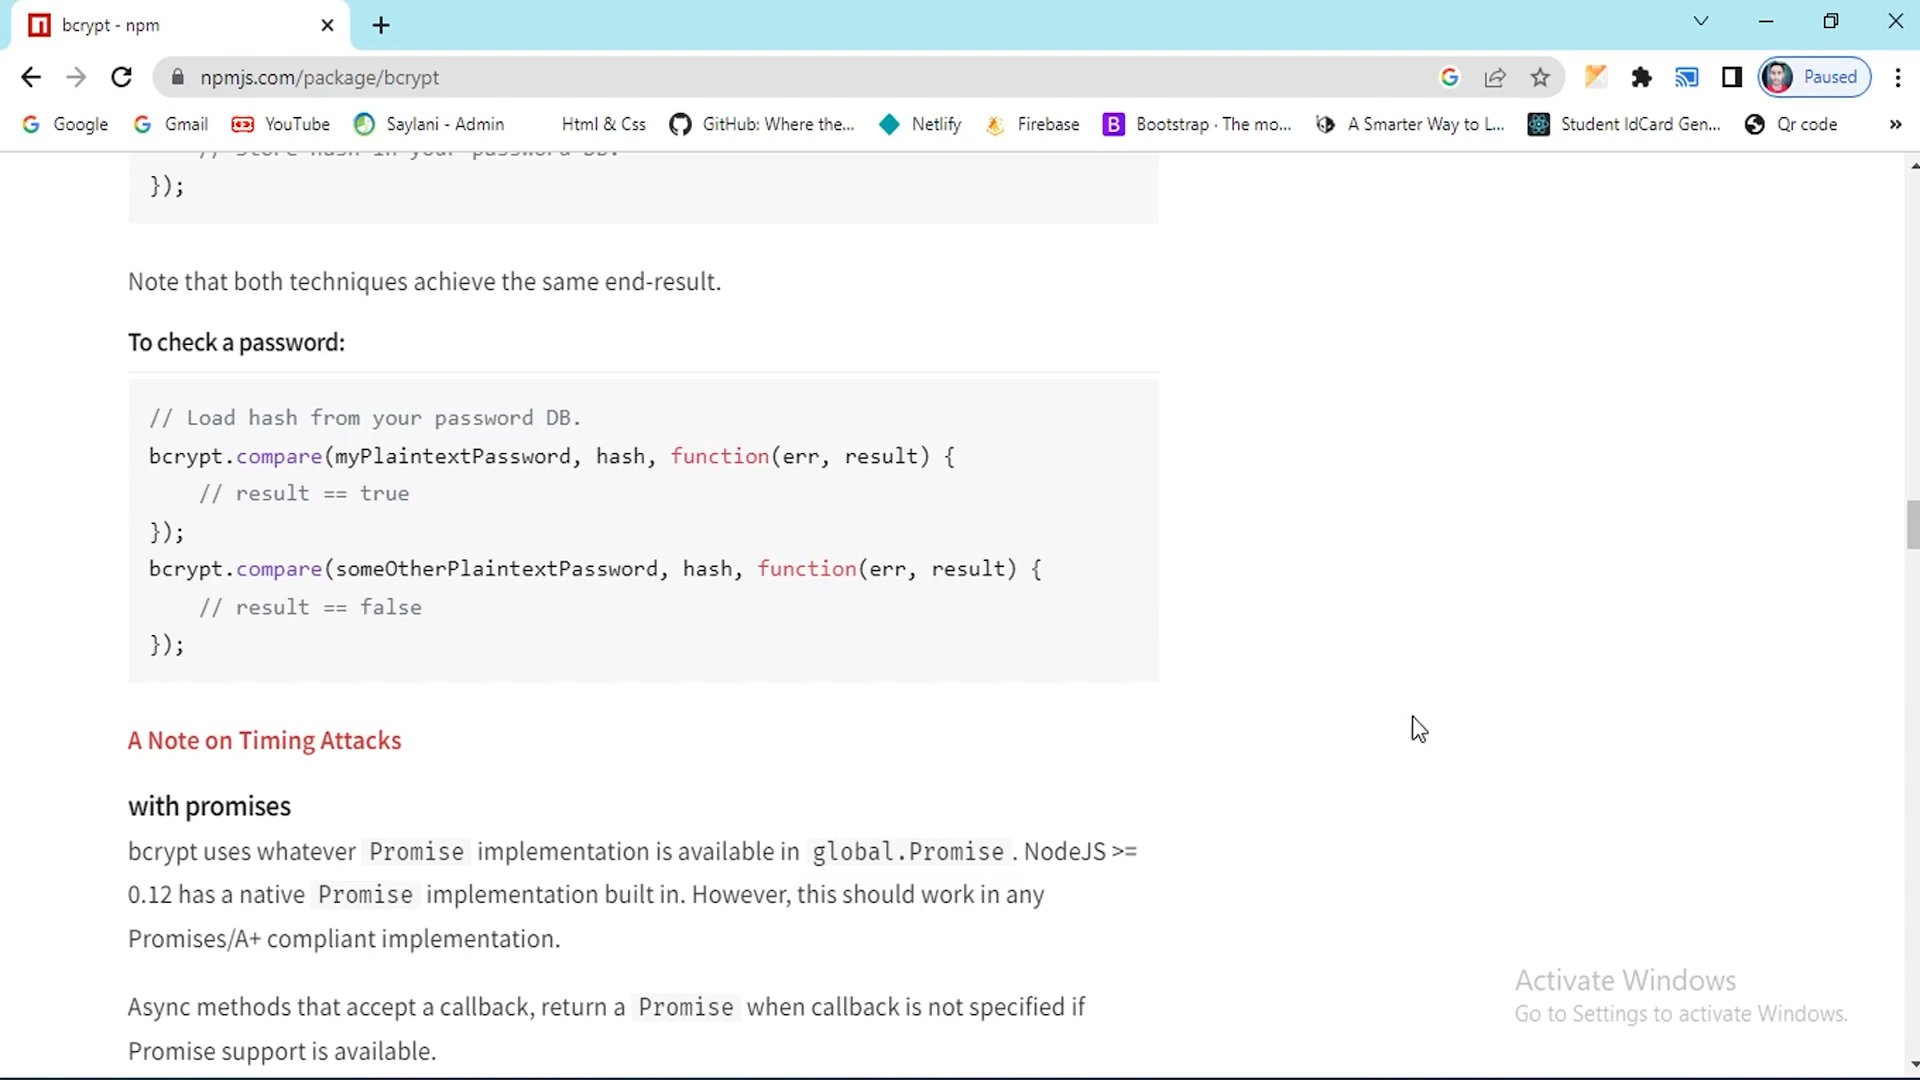 bcrypt - npm
npmjs.com/package/bcrypt
Paused
Google Gmail YouTube Saylani - Admin Html & Css GitHub: Where the... Netlify Firebase Bootstrap · The mo... A Smarter Way to L... Student IdCard Gen... Qr code »
// Store hash in your password DB.
});
Note that both techniques achieve the same end-result.
To check a password:
// Load hash from your password DB.
bcrypt.compare(myPlaintextPassword, hash, function(err, result) {
// result == true
});
bcrypt.compare(someOtherPlaintextPassword, hash, function(err, result) {
// result == false
});
A Note on Timing Attacks
with promises
bcrypt uses whatever Promise implementation is available in global.Promise. NodeJS >=
0.12 has a native Promise implementation built in. However, this should work in any
Promises/A+ compliant implementation.
Async methods that accept a callback, return a Promise when callback is not specified if
Promise support is available.
Activate Windows
Go to Settings to activate Windows.